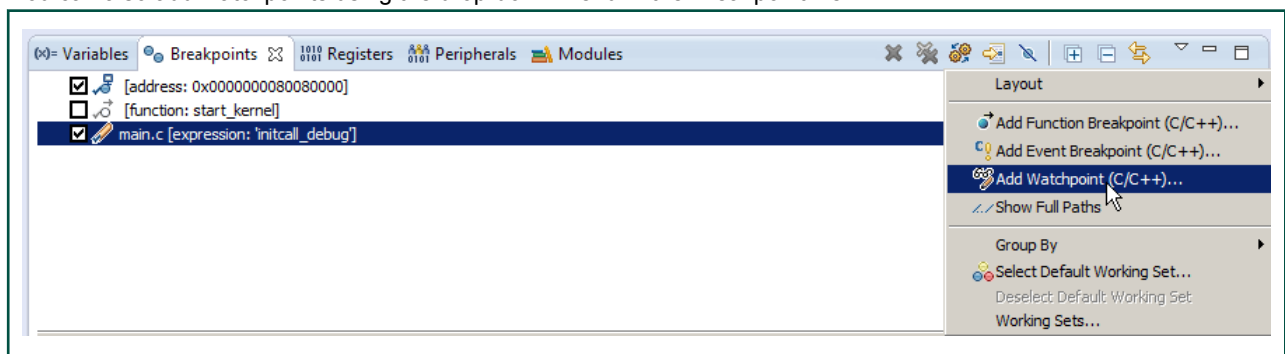 (x)= Variables Breakpoints Registers Peripherals Modules
[address: 0x0000000080080000]
[function: start_kernel]
main.c [expression: 'initcall_debug']
Layout
Add Function Breakpoint (C/C++)...
Add Event Breakpoint (C/C++)...
Add Watchpoint (C/C++)...
Show Full Paths
Group By
Select Default Working Set...
Deselect Default Working Set
Working Sets...